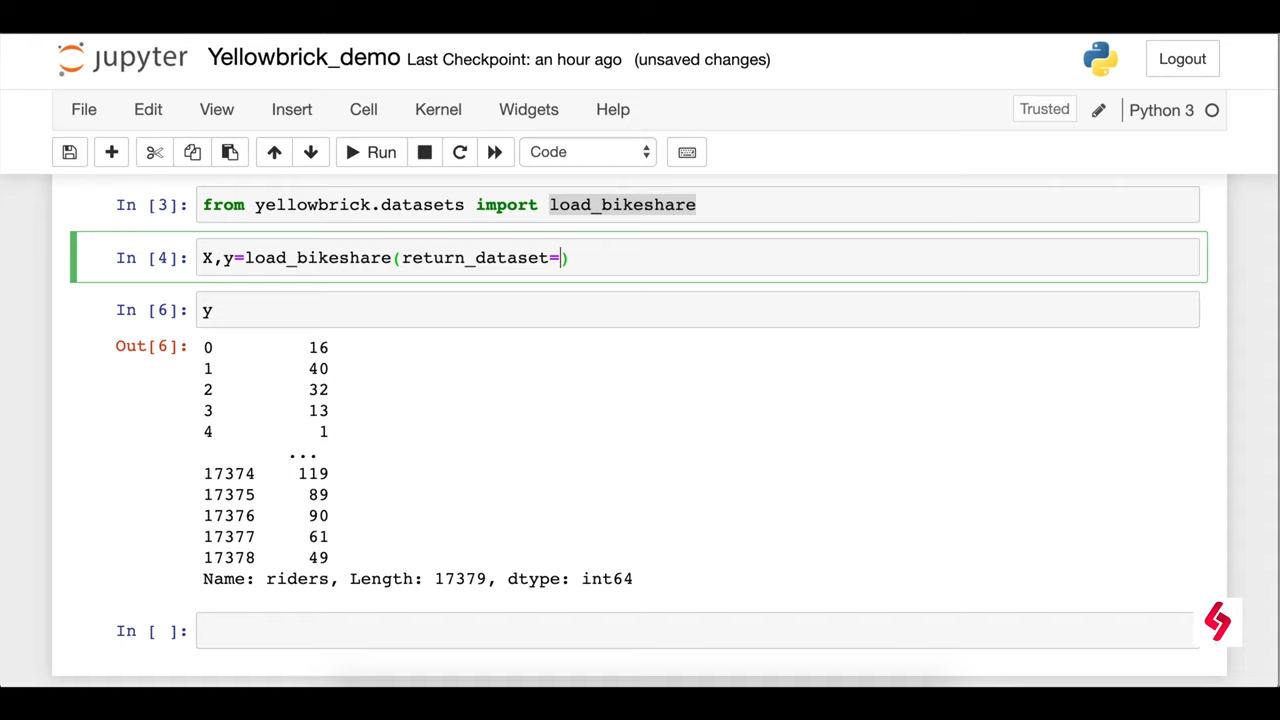 jupyter Yellowbrick_demo Last Checkpoint: an hour ago (unsaved changes) Logout
File Edit View Insert Cell Kernel Widgets Help Trusted Python 3
Run Code
In [3]: from yellowbrick.datasets import load_bikeshare
In [4]: X,y=load_bikeshare(return_dataset=)
In [6]: y
Out[6]: 0 16
1 40
2 32
3 13
4 1
...
17374 119
17375 89
17376 90
17377 61
17378 49
Name: riders, Length: 17379, dtype: int64
In [ ]: